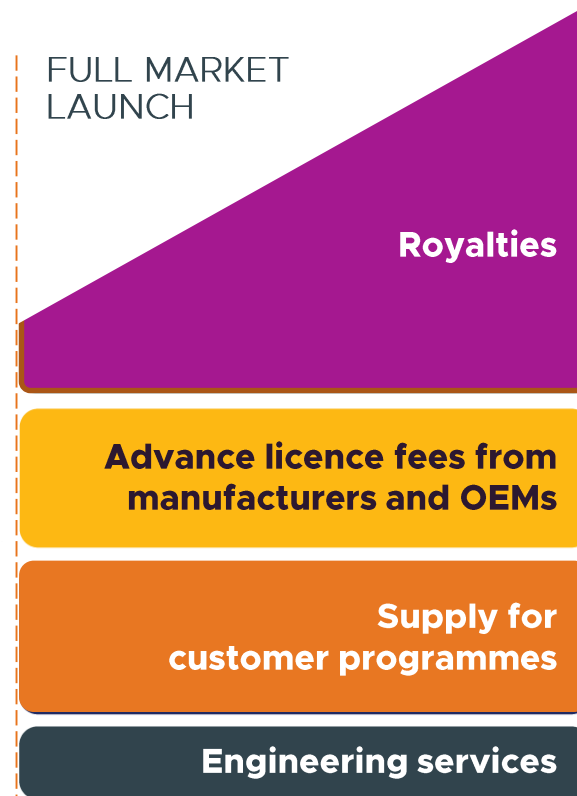 FULL MARKET
LAUNCH
Royalties
Advance licence fees from
manufacturers and OEMs
Supply for
customer programmes
Engineering services